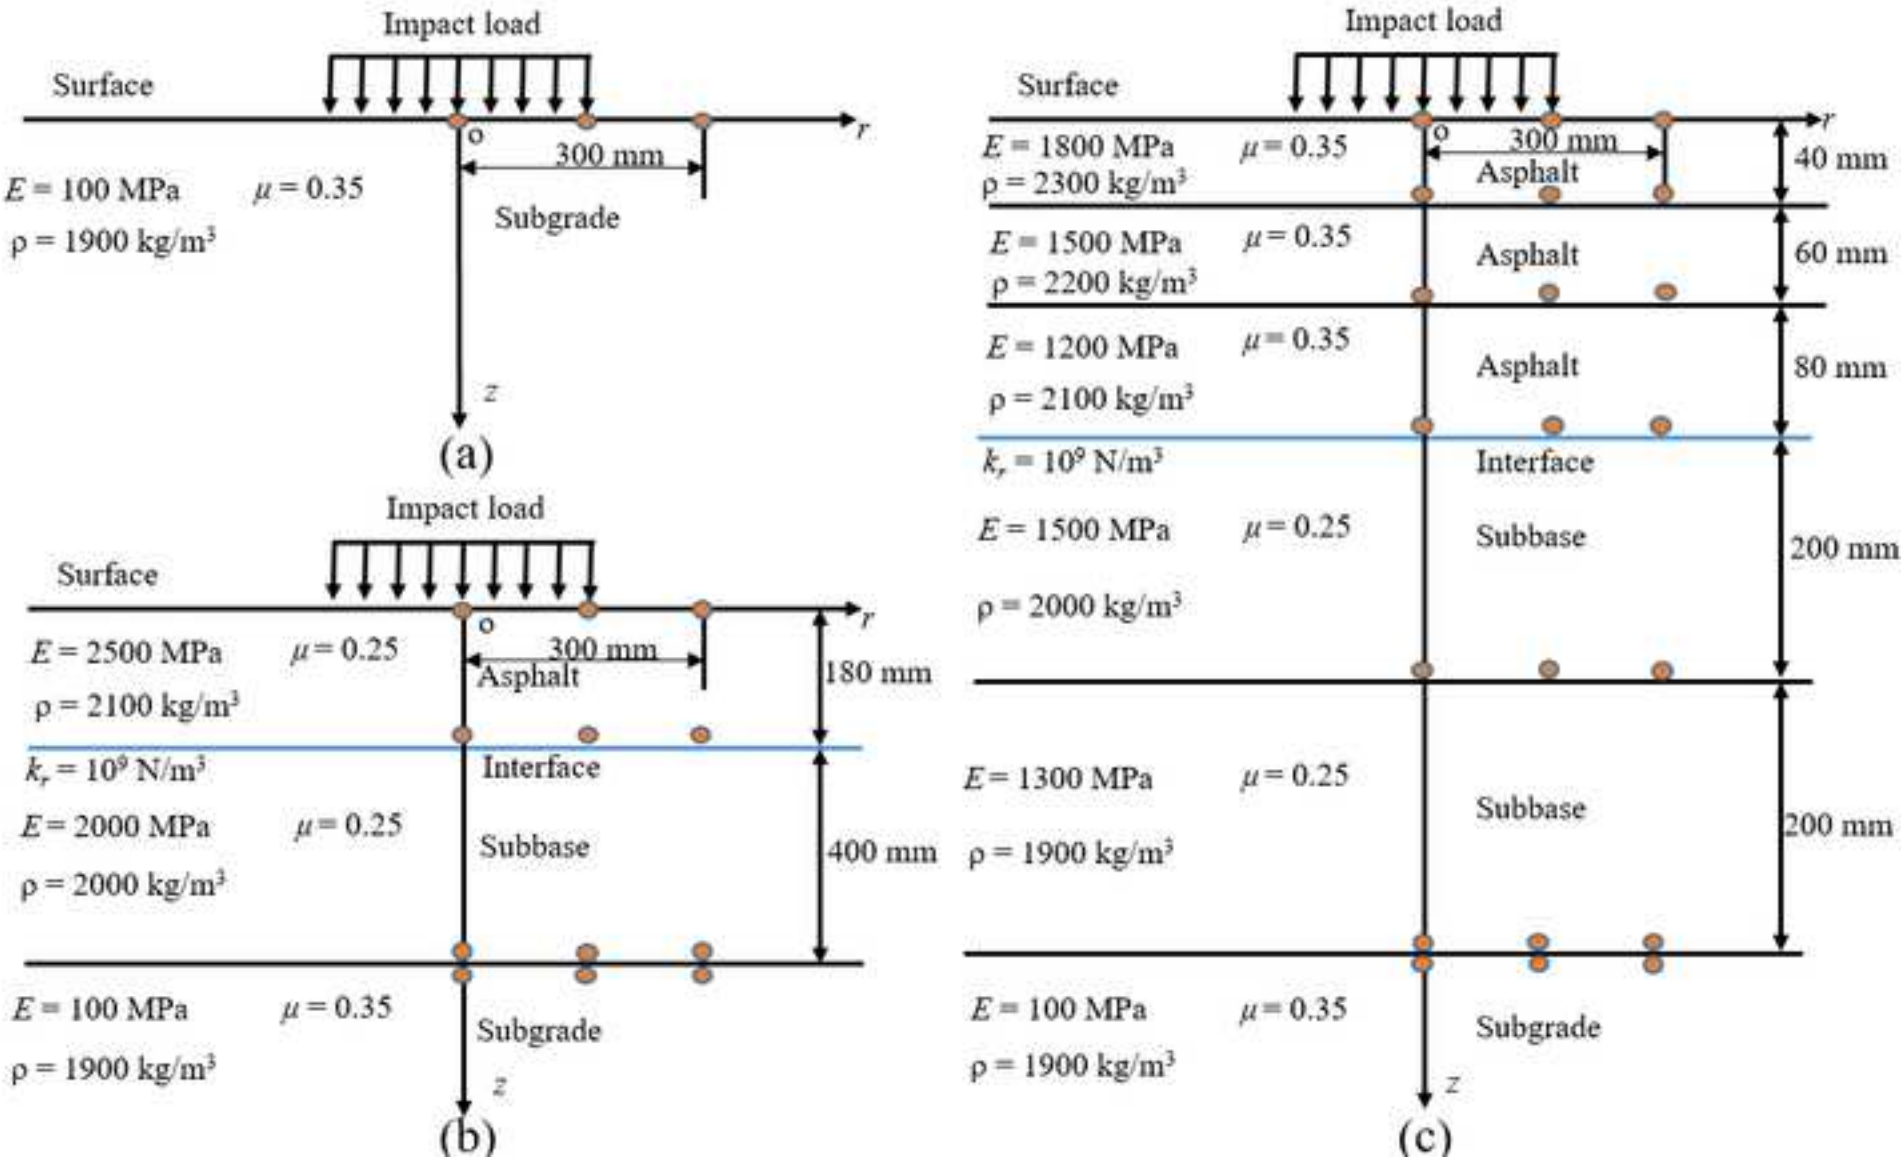 Impact load
Surface
r
o
300 mm
E = 100 MPa μ = 0.35
Subgrade
ρ = 1900 kg/m³
z
(a)
Impact load
Surface
r
o
E = 2500 MPa μ = 0.25 300 mm
Asphalt 180 mm
ρ = 2100 kg/m³
kᵣ = 10⁹ N/m³ Interface
E = 2000 MPa μ = 0.25
Subbase 400 mm
ρ = 2000 kg/m³
E = 100 MPa μ = 0.35
Subgrade
ρ = 1900 kg/m³
z
(b)
Impact load
Surface
r
o
E = 1800 MPa μ = 0.35 300 mm 40 mm
ρ = 2300 kg/m³ Asphalt
E = 1500 MPa μ = 0.35 Asphalt 60 mm
ρ = 2200 kg/m³
E = 1200 MPa μ = 0.35
Asphalt 80 mm
ρ = 2100 kg/m³
kᵣ = 10⁹ N/m³ Interface
E = 1500 MPa μ = 0.25 Subbase 200 mm
ρ = 2000 kg/m³
E = 1300 MPa μ = 0.25
Subbase 200 mm
ρ = 1900 kg/m³
E = 100 MPa μ = 0.35 Subgrade
ρ = 1900 kg/m³
z
(c)